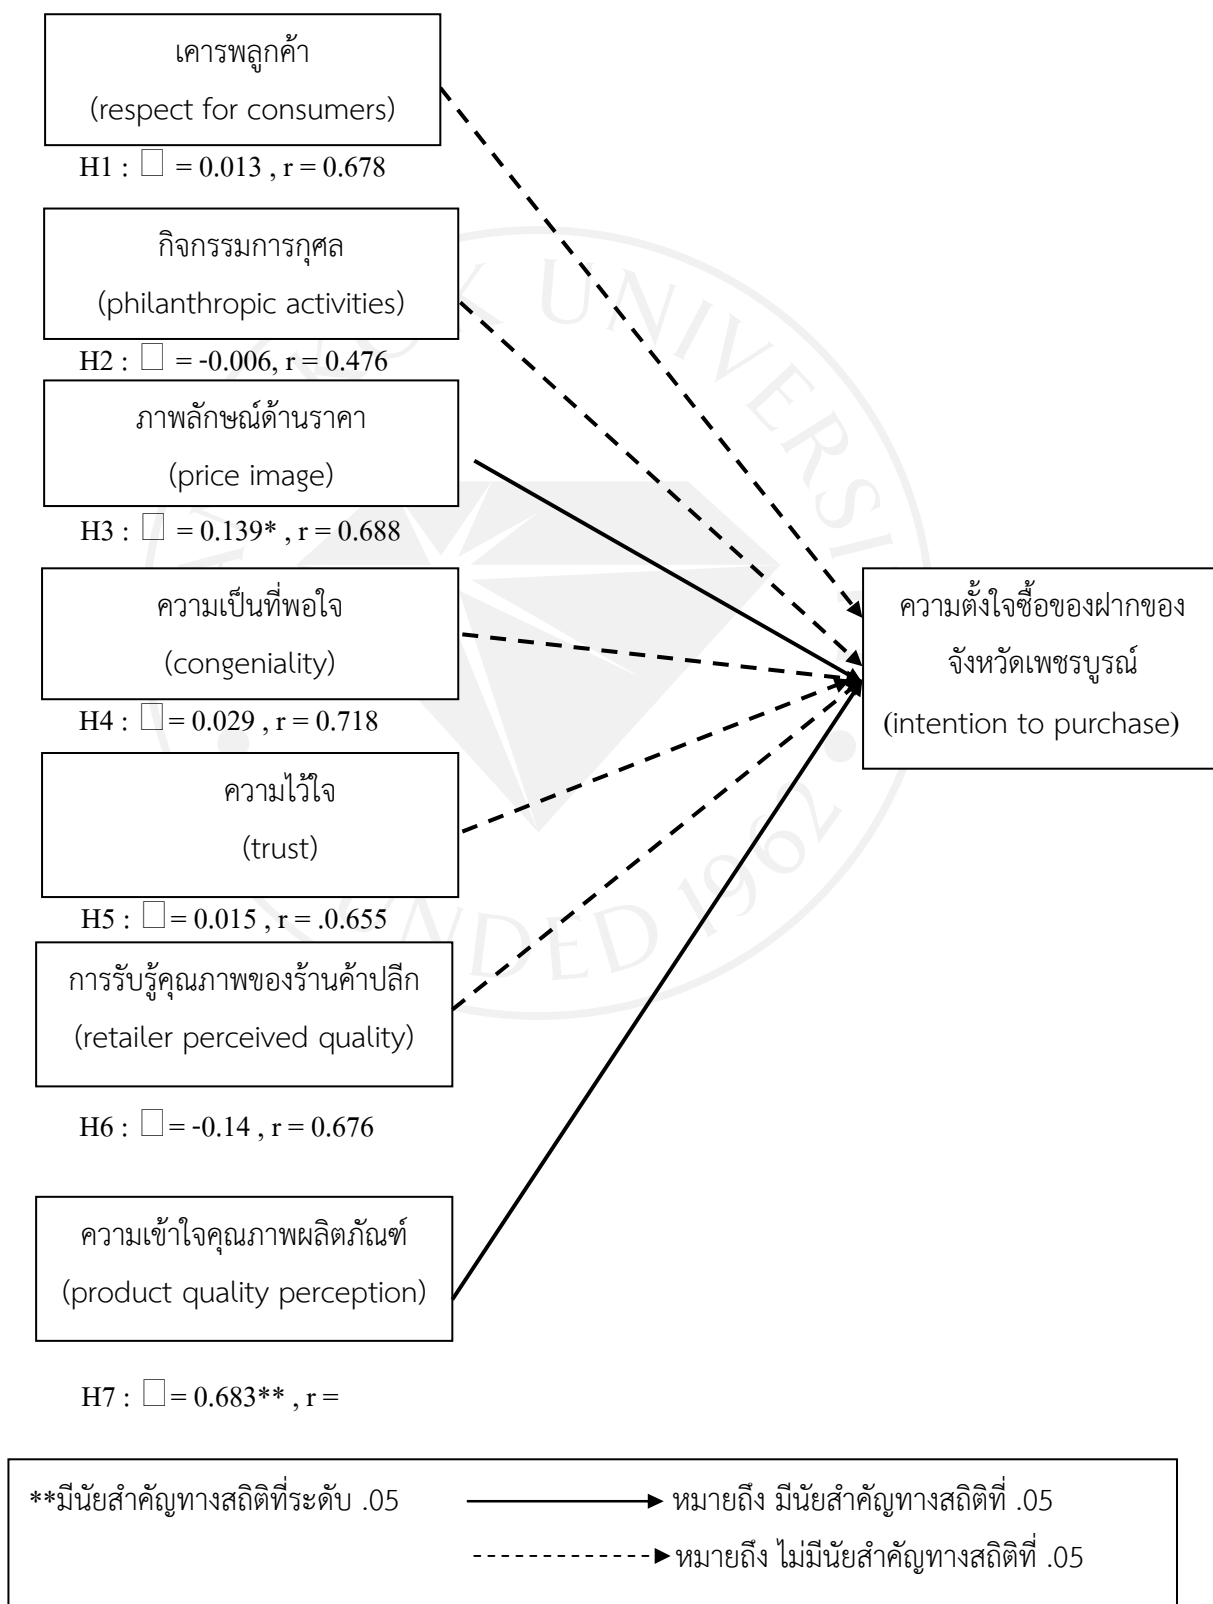 เคารพลูกค้า
(respect for consumers)
H1 : □ = 0.013 , r = 0.678
กิจกรรมการกุศล
(philanthropic activities)
H2 : □ = -0.006, r = 0.476
ภาพลักษณ์ด้านราคา
(price image)
H3 : □ = 0.139* , r = 0.688
ความเป็นที่พอใจ
(congeniality)
H4 : □ = 0.029 , r = 0.718
ความไว้ใจ
(trust)
H5 : □ = 0.015 , r = .0.655
การรับรู้คุณภาพของร้านค้าปลีก
(retailer perceived quality)
H6 : □ = -0.14 , r = 0.676
ความเข้าใจคุณภาพผลิตภัณฑ์
(product quality perception)
H7 : □ = 0.683** , r =
ความตั้งใจซื้อของฝากของ
จังหวัดเพชรบูรณ์
(intention to purchase)
**มีนัยสำคัญทางสถิติที่ระดับ .05
หมายถึง มีนัยสำคัญทางสถิติที่ .05
หมายถึง ไม่มีนัยสำคัญทางสถิติที่ .05